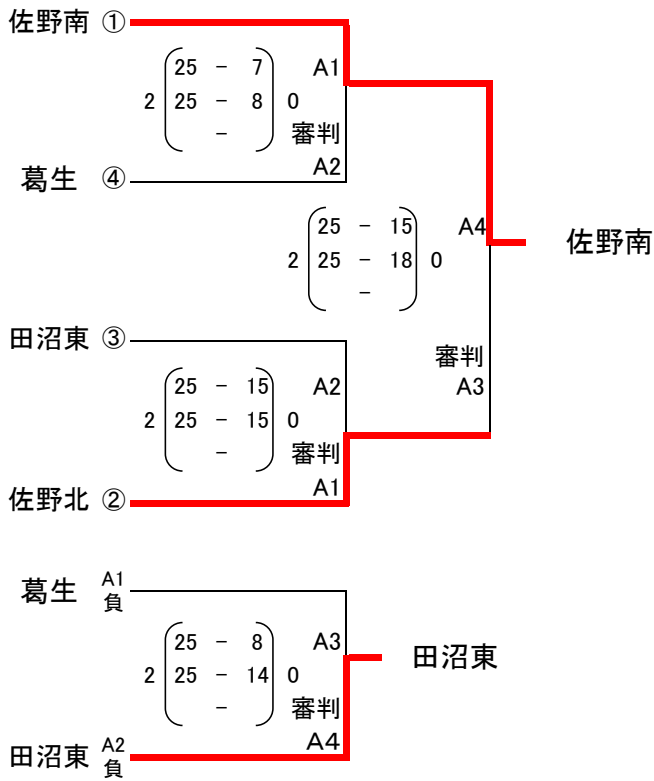 佐野南 ①
25 － 7 A1
2 25 － 8 0
－ 審判
A2
葛生 ④
25 － 15 A4
2 25 － 18 0
－
佐野南
田沼東 ③
審判
A3
25 － 15 A2
2 25 － 15 0
－ 審判
A1
佐野北 ②
葛生 A1
負
25 － 8 A3
2 25 － 14 0
－ 審判
A4
田沼東
田沼東 A2
負